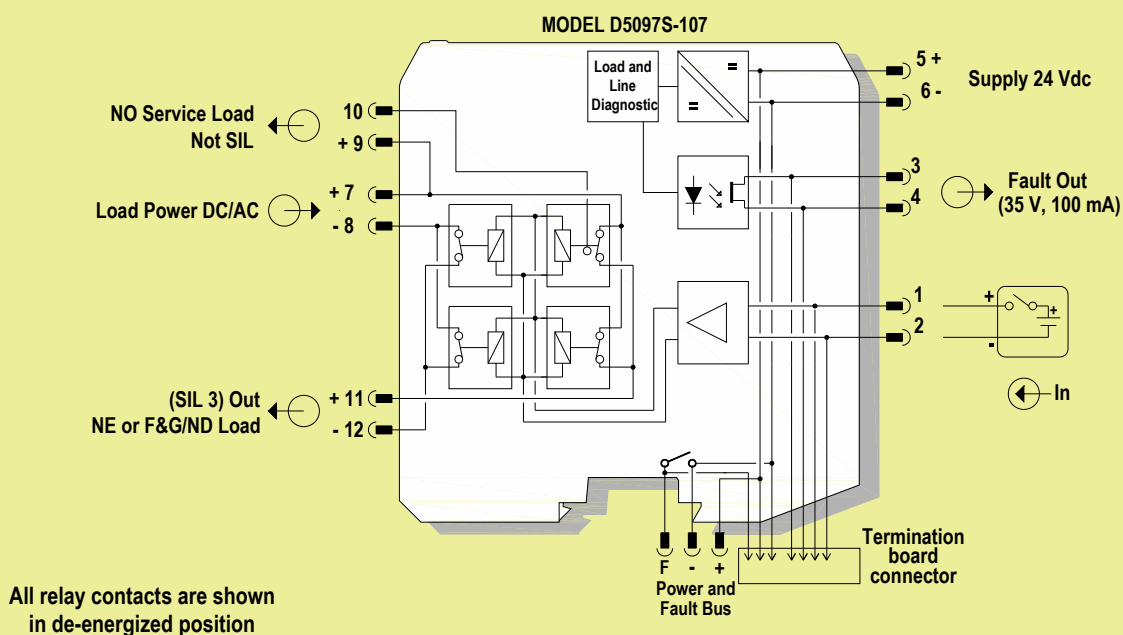 MODEL D5097S-107
Load and
Line
Diagnostic
=
=
5 +
6 -
Supply 24 Vdc
NO Service Load
Not SIL
10
+ 9
Load Power DC/AC
+ 7
- 8
3
4
Fault Out
(35 V, 100 mA)
1
2
+
+
-
In
(SIL 3) Out
NE or F&G/ND Load
+ 11
- 12
F - +
Power and
Fault Bus
Termination
board
connector
All relay contacts are shown
in de-energized position